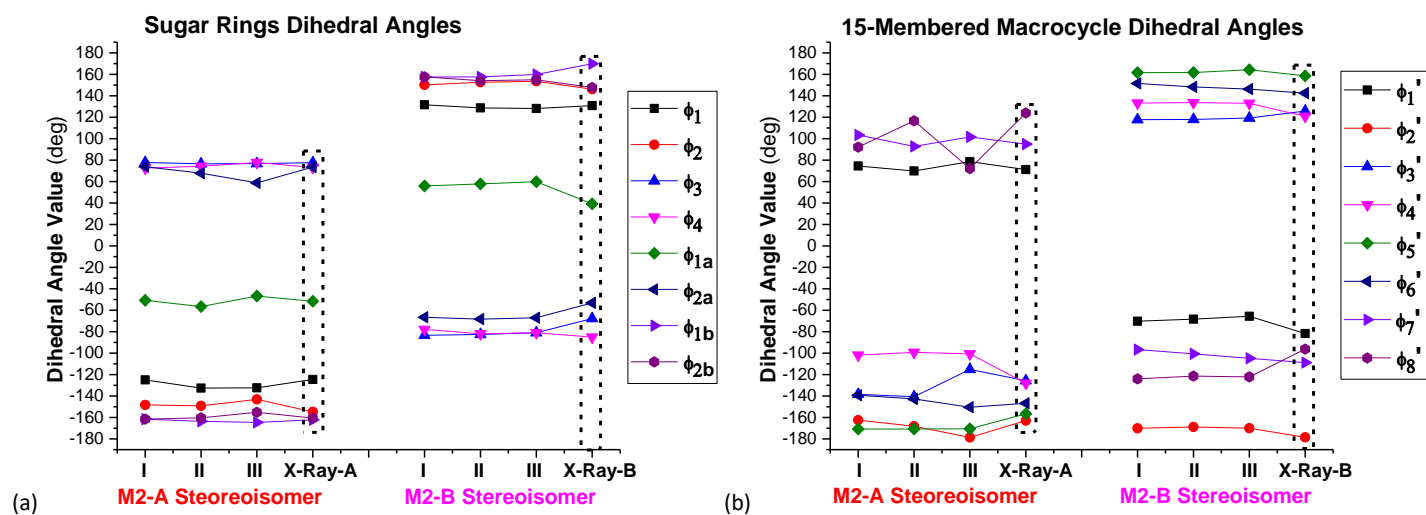 Sugar Rings Dihedral Angles
Dihedral Angle Value (deg)
180
160
140
120
100
80
60
40
20
0
-20
-40
-60
-80
-100
-120
-140
-160
-180
I II III X-Ray-A I II III X-Ray-B
M2-A Steoreoisomer M2-B Stereoisomer
ϕ1
ϕ2
ϕ3
ϕ4
ϕ1a
ϕ2a
ϕ1b
ϕ2b
(a)
15-Membered Macrocycle Dihedral Angles
Dihedral Angle Value (deg)
180
160
140
120
100
80
60
40
20
0
-20
-40
-60
-80
-100
-120
-140
-160
-180
I II III X-Ray-A I II III X-Ray-B
M2-A Steoreoisomer M2-B Stereoisomer
ϕ1'
ϕ2'
ϕ3'
ϕ4'
ϕ5'
ϕ6'
ϕ7'
ϕ8'
(b)